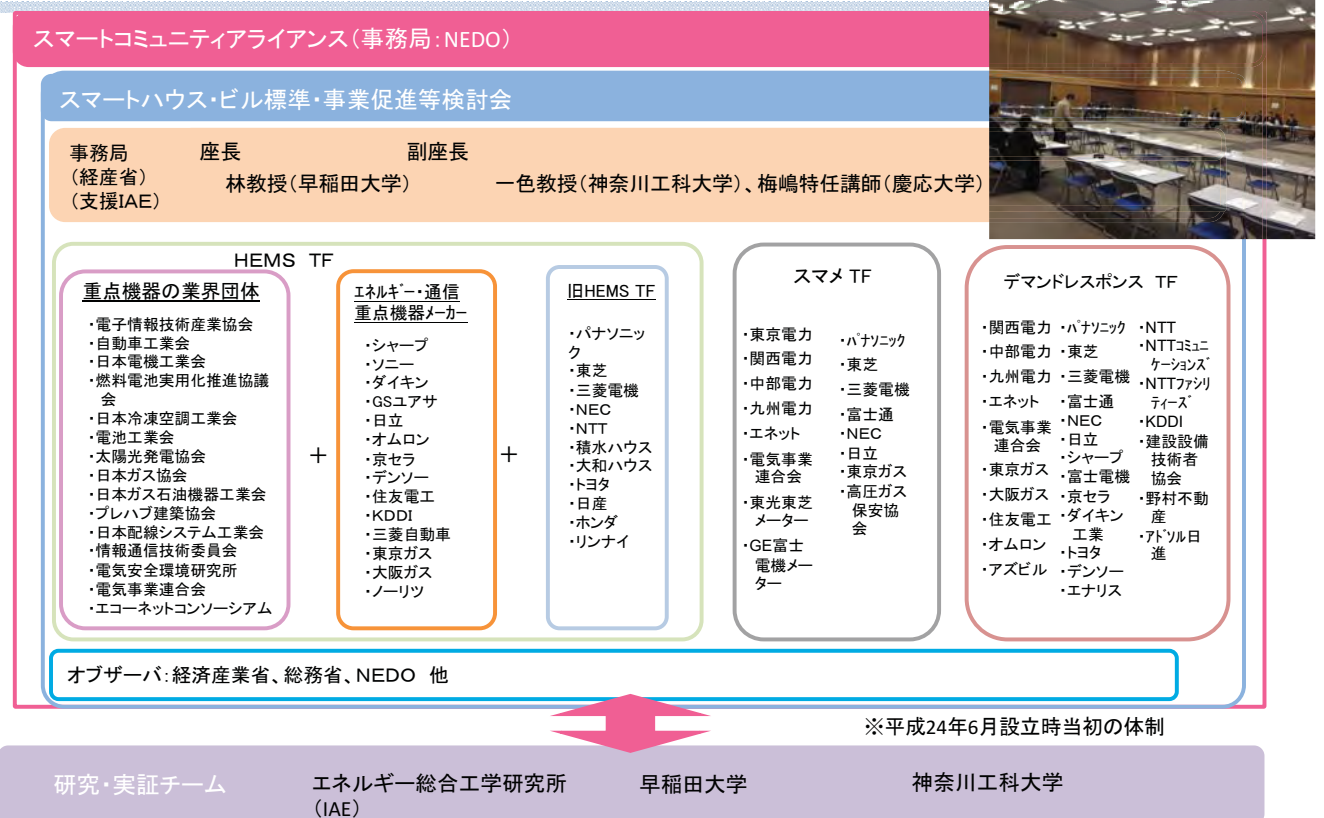 スマートコミュニティアライアンス(事務局:NEDO)
スマートハウス・ビル標準・事業促進等検討会
事務局
(経産省)
(支援IAE)
座長
林教授(早稲田大学)
副座長
一色教授(神奈川工科大学)、梅嶋特任講師(慶応大学)
HEMS TF
重点機器の業界団体
・電子情報技術産業協会
・自動車工業会
・日本電機工業会
・燃料電池実用化推進協議
会
・日本冷凍空調工業会
・電池工業会
・太陽光発電協会
・日本ガス協会
・日本ガス石油機器工業会
・プレハブ建築協会
・日本配線システム工業会
・情報通信技術委員会
・電気安全環境研究所
・電気事業連合会
・エコーネットコンソーシアム
+
エネルギー・通信
重点機器メーカー
・シャープ
・ソニー
・ダイキン
・GSユアサ
・日立
・オムロン
・京セラ
・デンソー
・住友電工
・KDDI
・三菱自動車
・東京ガス
・大阪ガス
・ノーリツ
+
旧HEMS TF
・パナソニッ
ク
・東芝
・三菱電機
・NEC
・NTT
・積水ハウス
・大和ハウス
・トヨタ
・日産
・ホンダ
・リンナイ
スマメ TF
・東京電力
・関西電力
・中部電力
・九州電力
・エネット
・電気事業
連合会
・東光東芝
メーター
・GE富士
電機メー
ター
・パナソニック
・東芝
・三菱電機
・富士通
・NEC
・日立
・東京ガス
・高圧ガス
保安協
会
デマンドレスポンス TF
・関西電力
・中部電力
・九州電力
・エネット
・電気事業
連合会
・東京ガス
・大阪ガス
・住友電工
・オムロン
・アズビル
・パナソニック
・東芝
・三菱電機
・富士通
・NEC
・日立
・シャープ
・富士電機
・京セラ
・ダイキン
工業
・トヨタ
・デンソー
・エナリス
・NTT
・NTTコミュニ
ケーションズ
・NTTファシリ
ティーズ
・KDDI
・建設設備
技術者
協会
・野村不動
産
・アドソル日
進
オブザーバ:経済産業省、総務省、NEDO 他
※平成24年6月設立時当初の体制
研究・実証チーム
エネルギー総合工学研究所
(IAE)
早稲田大学
神奈川工科大学